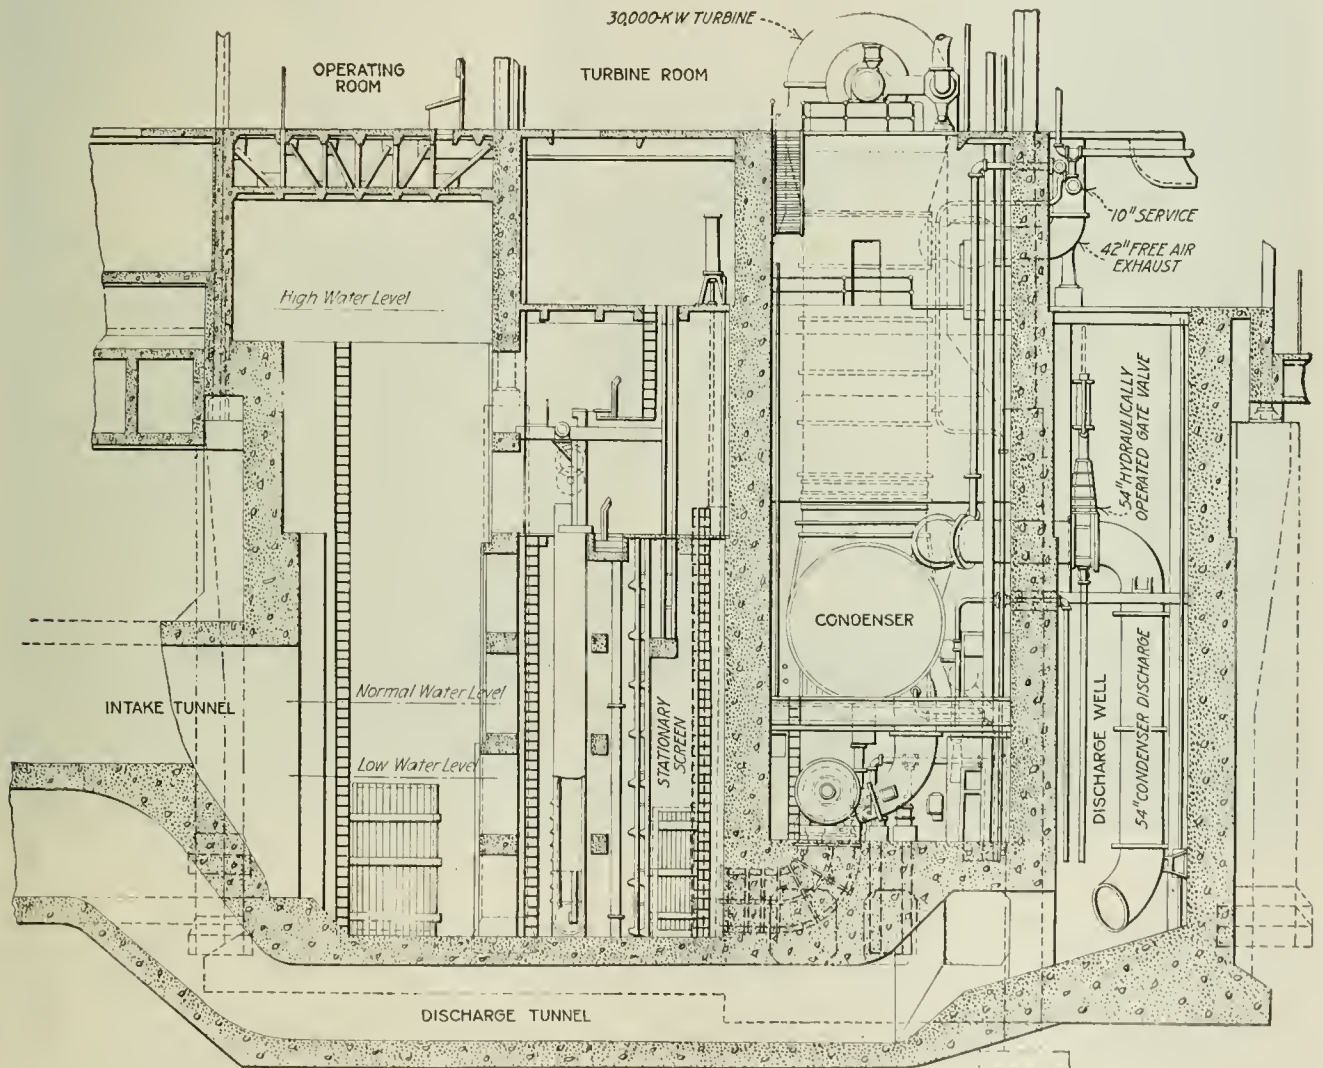 30,000-KW TURBINE
OPERATING
ROOM
TURBINE ROOM
10" SERVICE
42" FREE AIR
EXHAUST
High Water Level
54" HYDRAULICALLY
OPERATED GATE VALVE
CONDENSER
INTAKE TUNNEL
Normal Water Level
Low Water Level
STATIONARY
SCREEN
DISCHARGE WELL
54" CONDENSER DISCHARGE
DISCHARGE TUNNEL